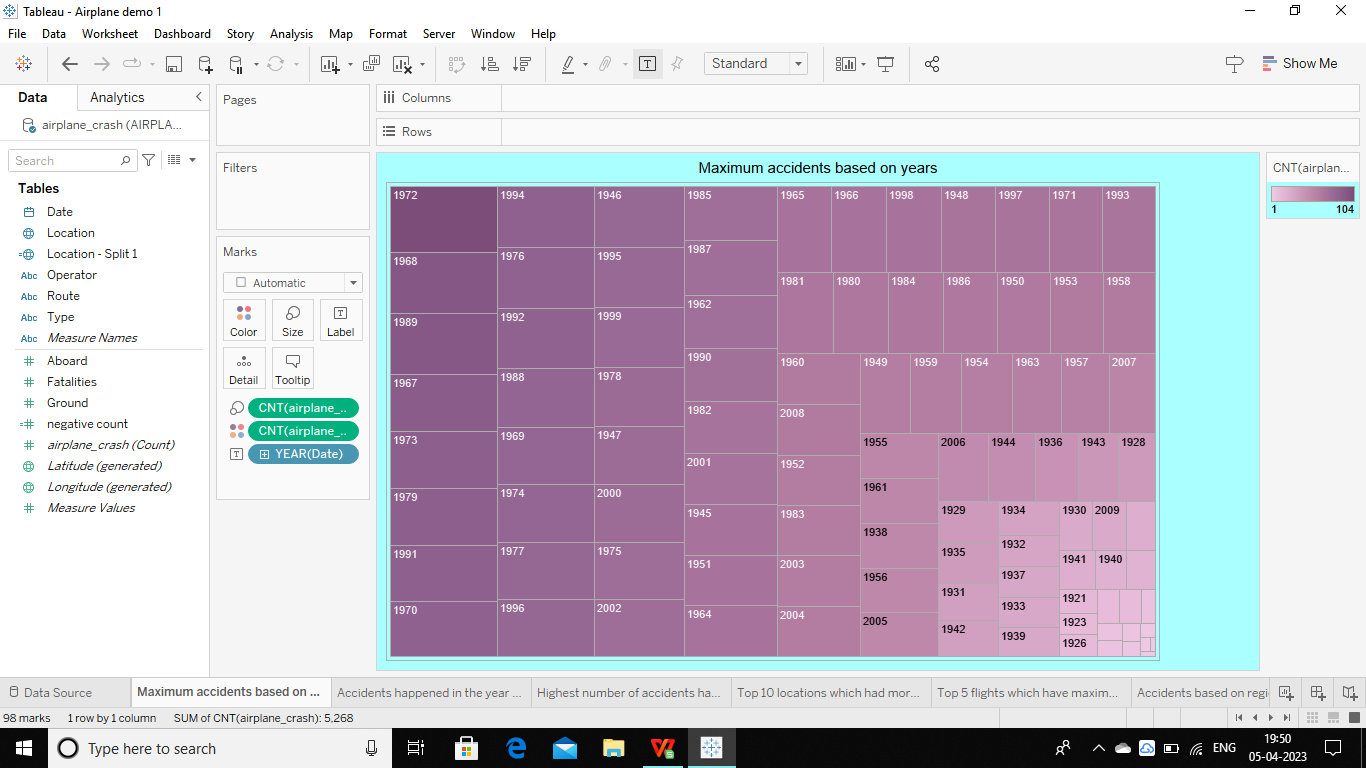 Tableau - Airplane demo 1
File Data Worksheet Dashboard Story Analysis Map Format Server Window Help
Standard
Show Me
Data Analytics
airplane_crash (AIRPLA...
Search
Tables
Date
Location
Location - Split 1
Abc Operator
Abc Route
Abc Type
Abc Measure Names
Aboard
Fatalities
Ground
negative count
airplane_crash (Count)
Latitude (generated)
Longitude (generated)
Measure Values
Pages
Filters
Marks
Automatic
Color Size Label
Detail Tooltip
CNT(airplane_..
CNT(airplane_..
YEAR(Date)
Columns
Rows
Maximum accidents based on years
1972
1968
1989
1967
1973
1979
1991
1970
1994
1976
1992
1988
1969
1974
1977
1996
1946
1995
1999
1978
1947
2000
1975
2002
1985
1987
1962
1990
1982
2001
1945
1951
1964
1965 1966 1998 1948 1997 1971 1993
1981 1980 1984 1986 1950 1953 1958
1960
2008
1952
1983
2003
2004
1949 1959 1954 1963 1957 2007
1955
1961
1938
1956
2005
2006 1944 1936 1943 1928
1929
1935
1931
1942
1934
1932
1937
1933
1939
1930 2009
1941 1940
1921
1923
1926
CNT(airplan...
1 104
Data Source
Maximum accidents based on ...
Accidents happened in the year ...
Highest number of accidents ha...
Top 10 locations which had mor...
Top 5 flights which have maxim...
Accidents based on regi
98 marks 1 row by 1 column SUM of CNT(airplane_crash): 5,268
Type here to search
ENG
19:50
05-04-2023